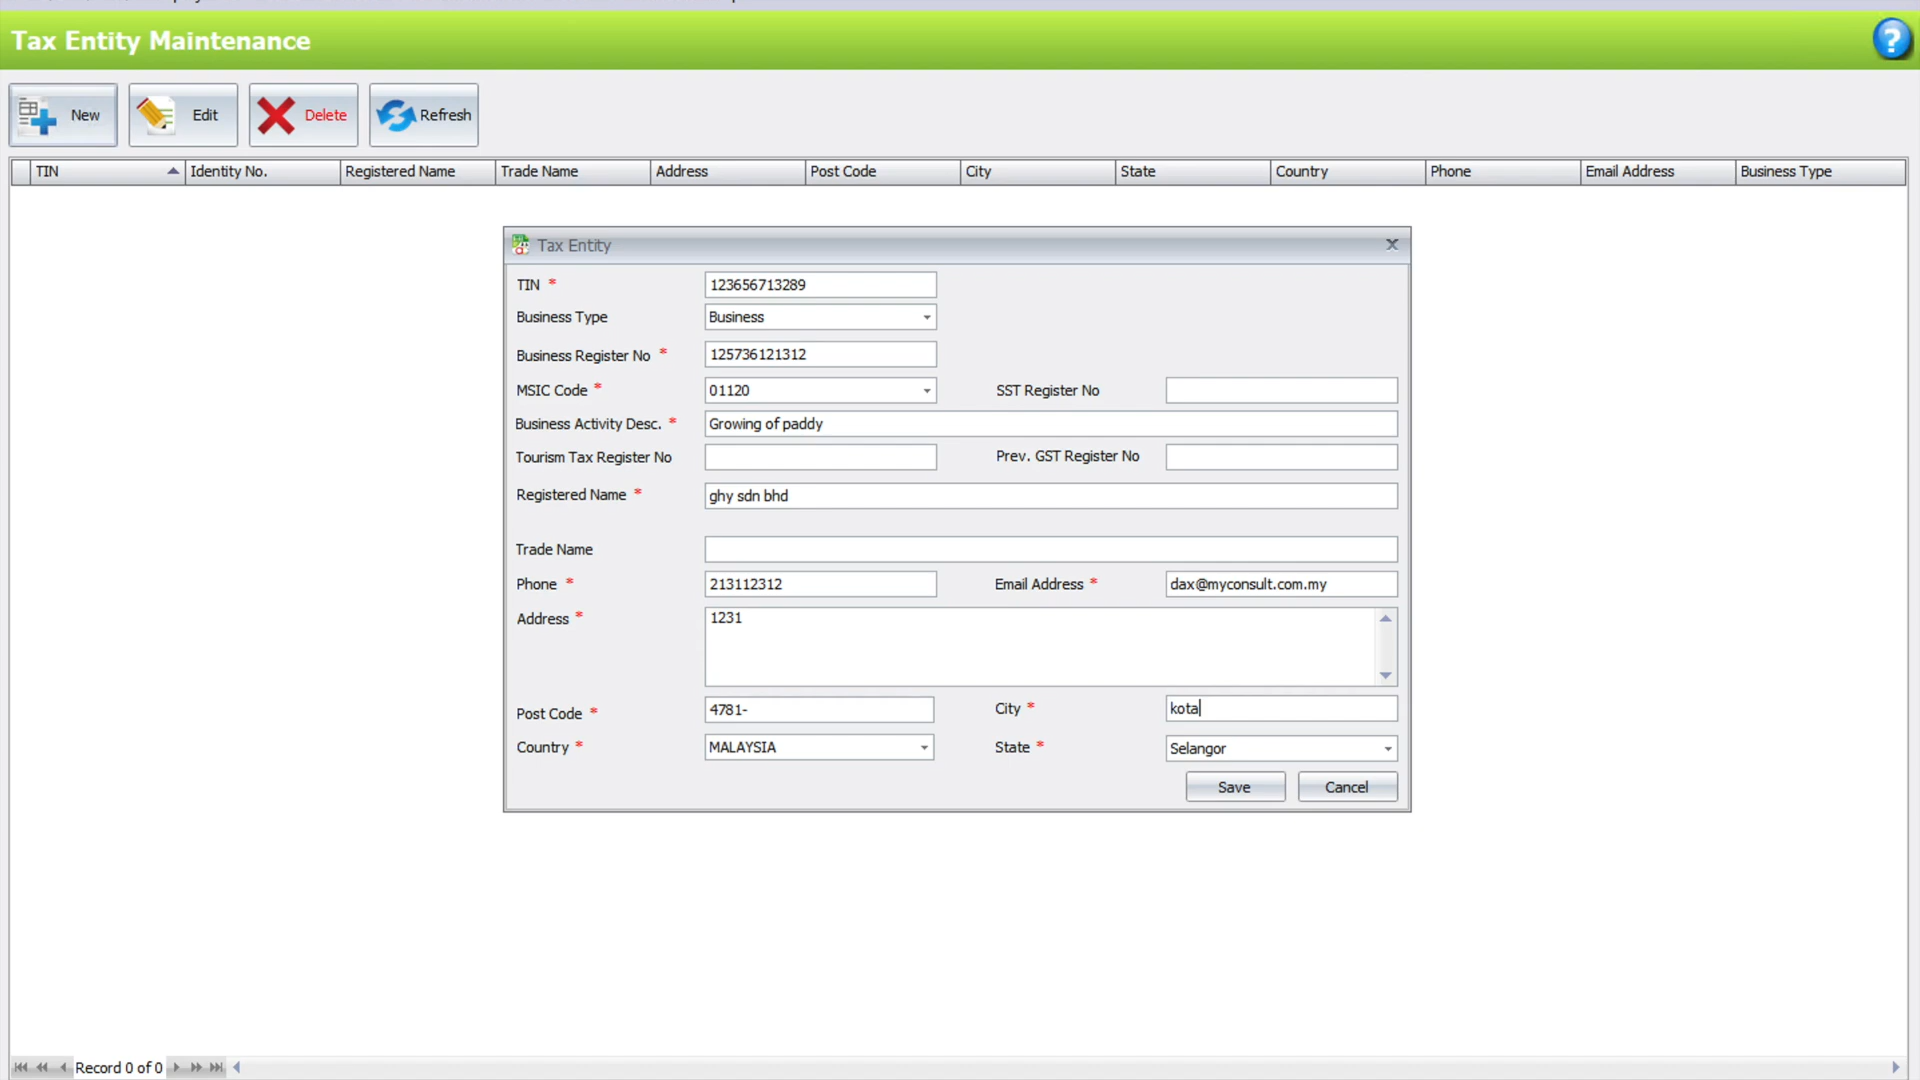 Tax Entity Maintenance
?
New Edit Delete Refresh
TIN Identity No. Registered Name Trade Name Address Post Code City State Country Phone Email Address Business Type
Tax Entity
TIN * 123656713289
Business Type Business
Business Register No * 125736121312
MSIC Code * 01120 SST Register No
Business Activity Desc. * Growing of paddy
Tourism Tax Register No Prev. GST Register No
Registered Name * ghy sdn bhd
Trade Name
Phone * 213112312 Email Address * dax@myconsult.com.my
Address * 1231
Post Code * 4781- City * kota
Country * MALAYSIA State * Selangor
Save Cancel
Record 0 of 0